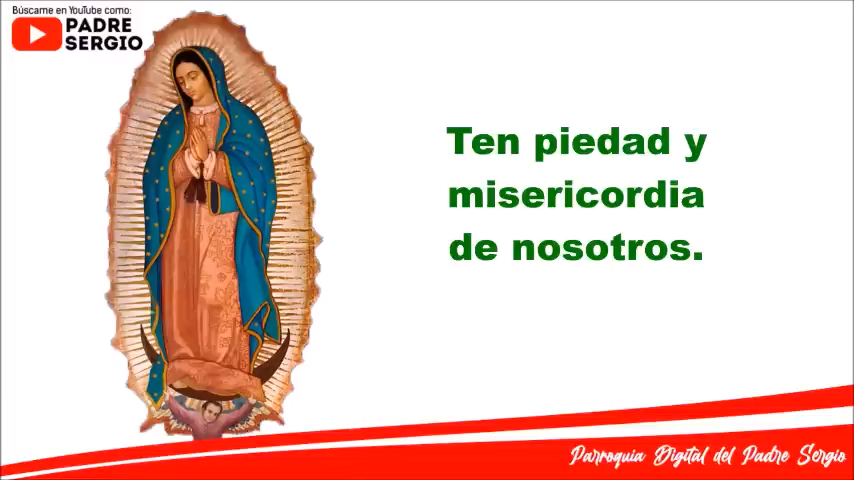 Búscame en YouTube como:
PADRE
SERGIO
Ten piedad y
misericordia
de nosotros.
Parroquia Digital del Padre Sergio